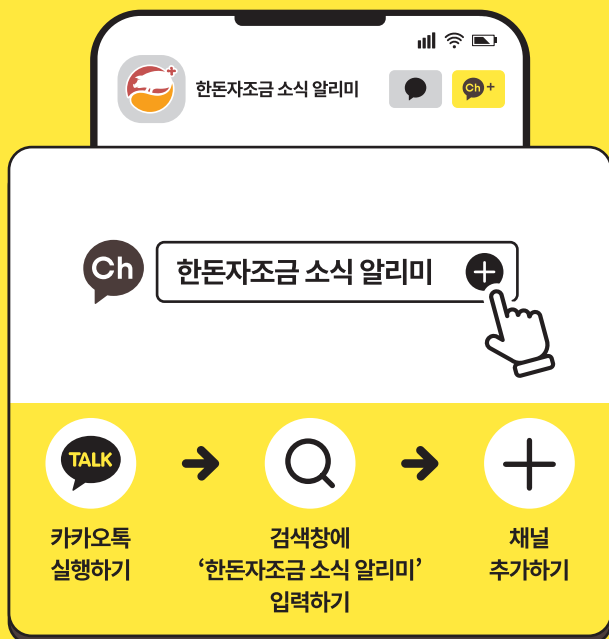 한돈자조금 소식 알리미
Ch+
Ch
한돈자조금 소식 알리미
TALK
카카오톡
실행하기
검색창에
‘한돈자조금 소식 알리미’
입력하기
채널
추가하기